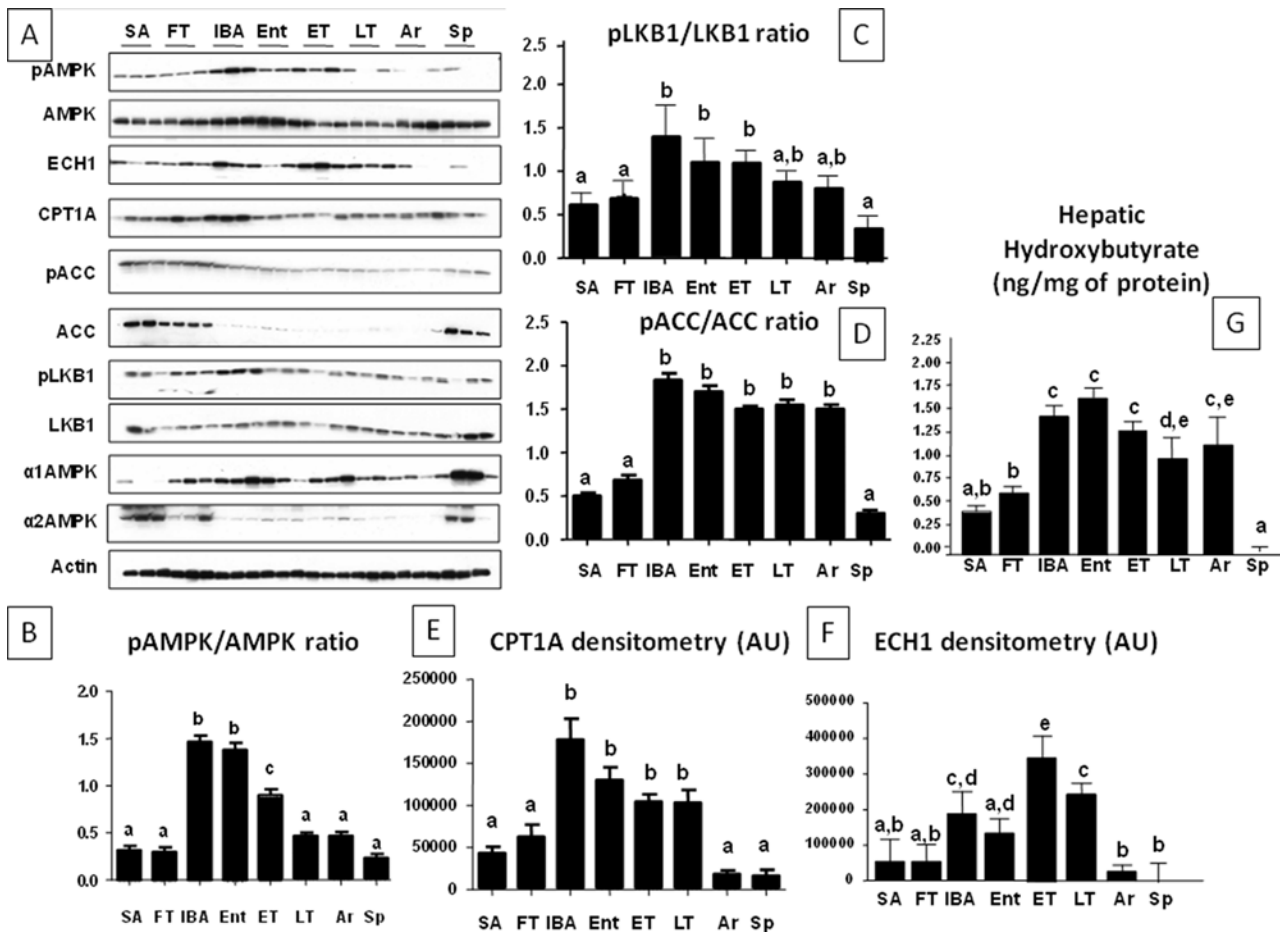 A
SA FT IBA Ent ET LT Ar Sp
pAMPK
AMPK
ECH1
CPT1A
pACC
ACC
pLKB1
LKB1
α1AMPK
α2AMPK
Actin
pLKB1/LKB1 ratio
C
2.5
2.0
1.5
1.0
0.5
0.0
a a b b b a,b a,b a
SA FT IBA Ent ET LT Ar Sp
pACC/ACC ratio
D
2.5
2.0
1.5
1.0
0.5
0.0
a a b b b b b a
SA FT IBA Ent ET LT Ar Sp
Hepatic
Hydroxybutyrate
(ng/mg of protein)
G
2.25
2.00
1.75
1.50
1.25
1.00
0.75
0.50
0.25
0.00
a,b b c c c d,e c,e a
SA FT IBA Ent ET LT Ar Sp
B
pAMPK/AMPK ratio
2.0
1.5
1.0
0.5
0.0
a a b b c a a a
SA FT IBA Ent ET LT Ar Sp
E
CPT1A densitometry (AU)
250000
200000
150000
100000
50000
0
a a b b b b a a
SA FT IBA Ent ET LT Ar Sp
F
ECH1 densitometry (AU)
500000
400000
300000
200000
100000
0
a,b a,b c,d a,d e c b b
SA FT IBA Ent ET LT Ar Sp